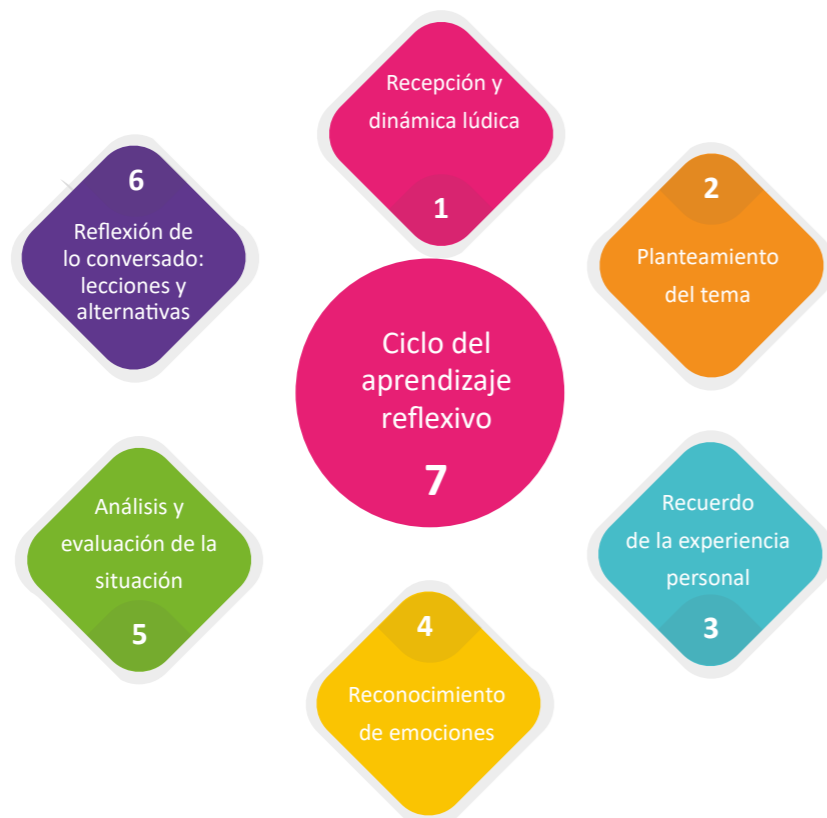 Recepción y
dinámica lúdica
1
2
Planteamiento
del tema
Recuerdo
de la experiencia
personal
3
4
Reconocimiento
de emociones
Análisis y
evaluación de la
situación
5
6
Reflexión de
lo conversado:
lecciones y
alternativas
Ciclo del
aprendizaje
reflexivo
7